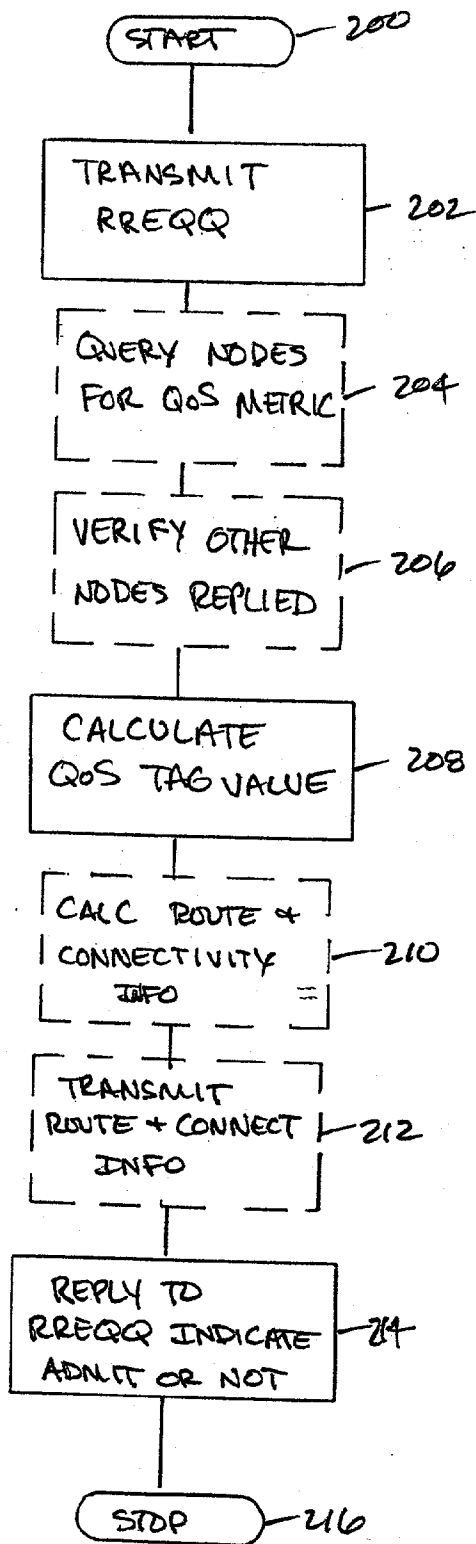 START
200
TRANSMIT
RREQQ
202
QUERY NODES
FOR QoS METRIC
204
VERIFY OTHER
NODES REPLIED
206
CALCULATE
QoS TAG VALUE
208
CALC ROUTE +
CONNECTIVITY
INFO
210
TRANSMIT
ROUTE + CONNECT
INFO
212
REPLY TO
RREQQ INDICATE
ADMIT OR NOT
214
STOP
216